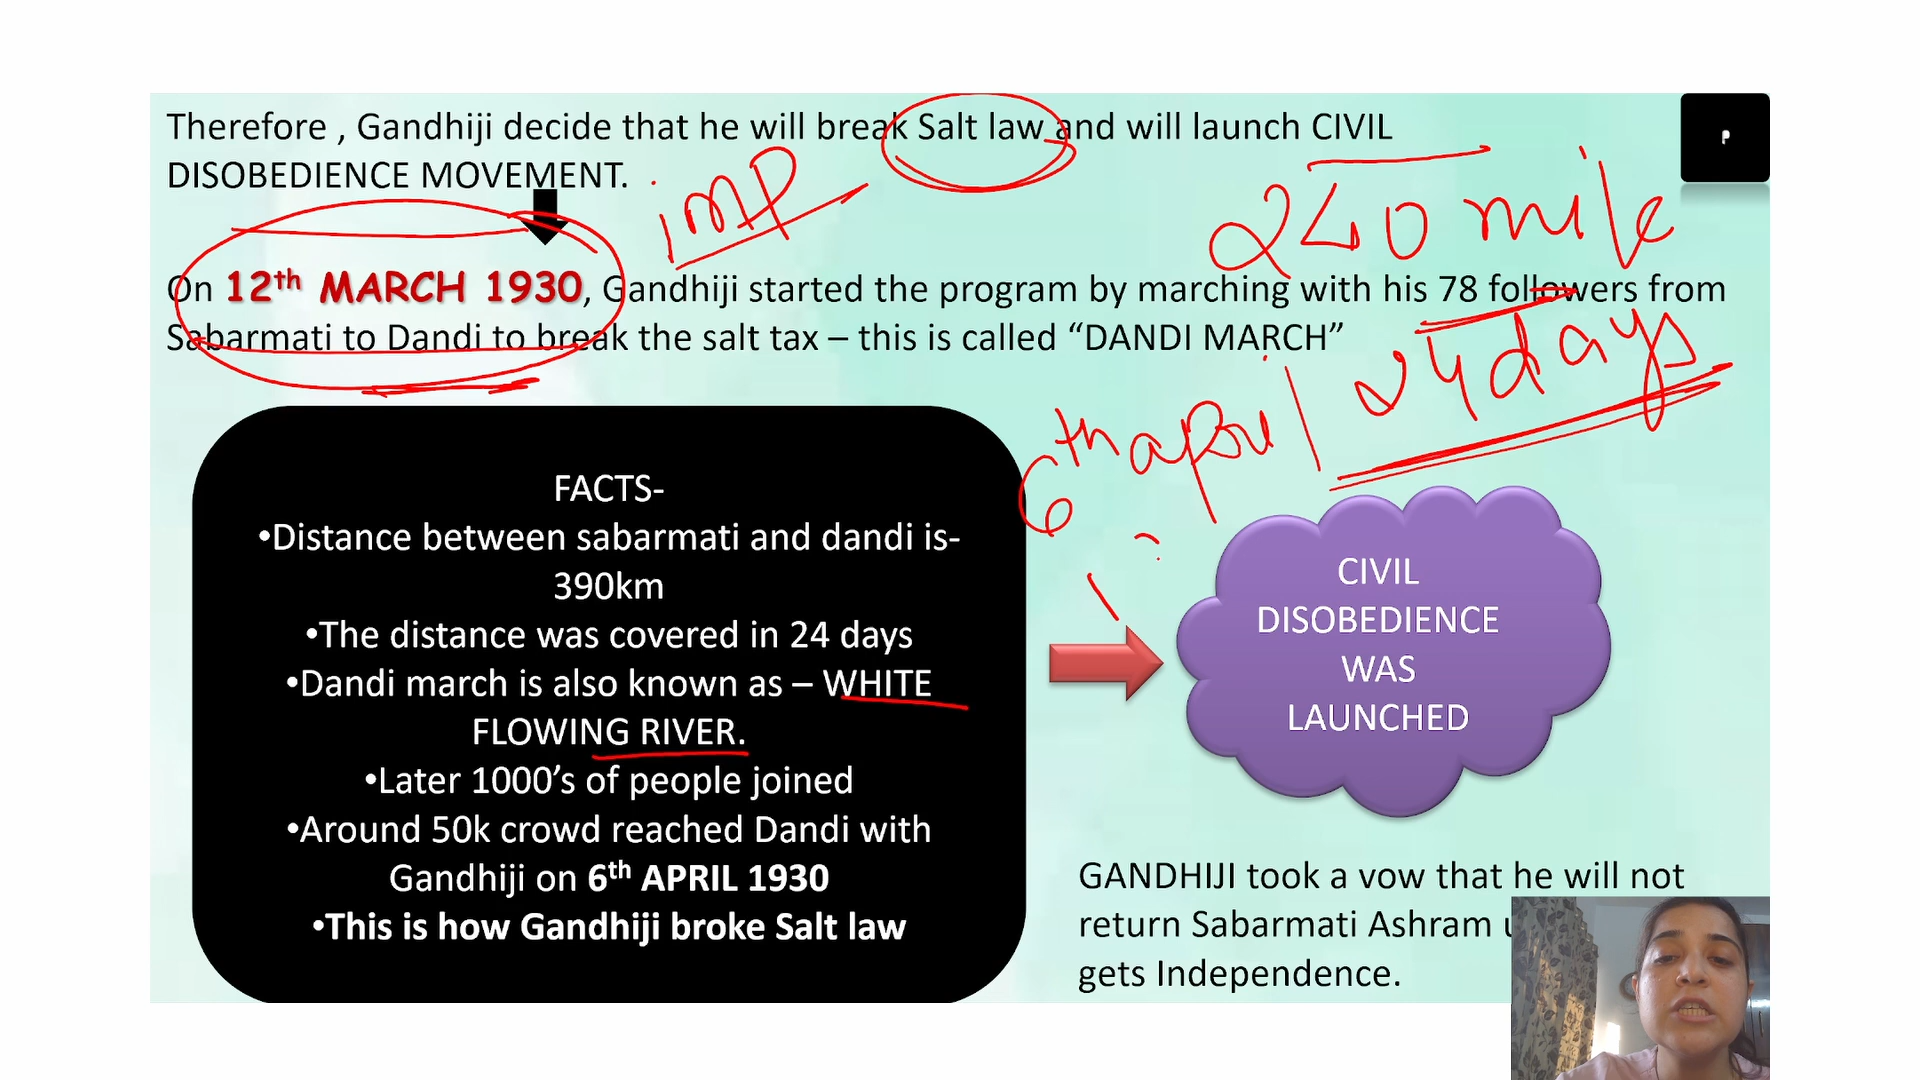 Therefore , Gandhiji decide that he will break Salt law and will launch CIVIL
DISOBEDIENCE MOVEMENT.
imp
240 mile
P
On 12th MARCH 1930, Gandhiji started the program by marching with his 78 followers from
Sabarmati to Dandi to break the salt tax – this is called “DANDI MARCH”
24 days
6th april
FACTS-
•Distance between sabarmati and dandi is-
390km
•The distance was covered in 24 days
•Dandi march is also known as – WHITE
FLOWING RIVER.
•Later 1000’s of people joined
•Around 50k crowd reached Dandi with
Gandhiji on 6th APRIL 1930
•This is how Gandhiji broke Salt law
CIVIL
DISOBEDIENCE
WAS
LAUNCHED
GANDHIJI took a vow that he will not
return Sabarmati Ashram
gets Independence.